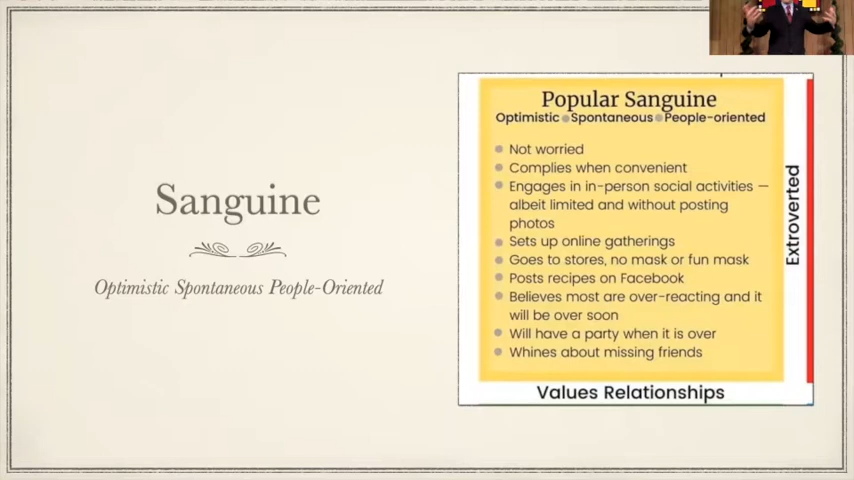 Sanguine
Optimistic Spontaneous People-Oriented
Popular Sanguine
Optimistic Spontaneous People-oriented
Not worried
Complies when convenient
Engages in in-person social activities —
albeit limited and without posting
photos
Sets up online gatherings
Goes to stores, no mask or fun mask
Posts recipes on Facebook
Believes most are over-reacting and it
will be over soon
Will have a party when it is over
Whines about missing friends
Values Relationships
Extroverted